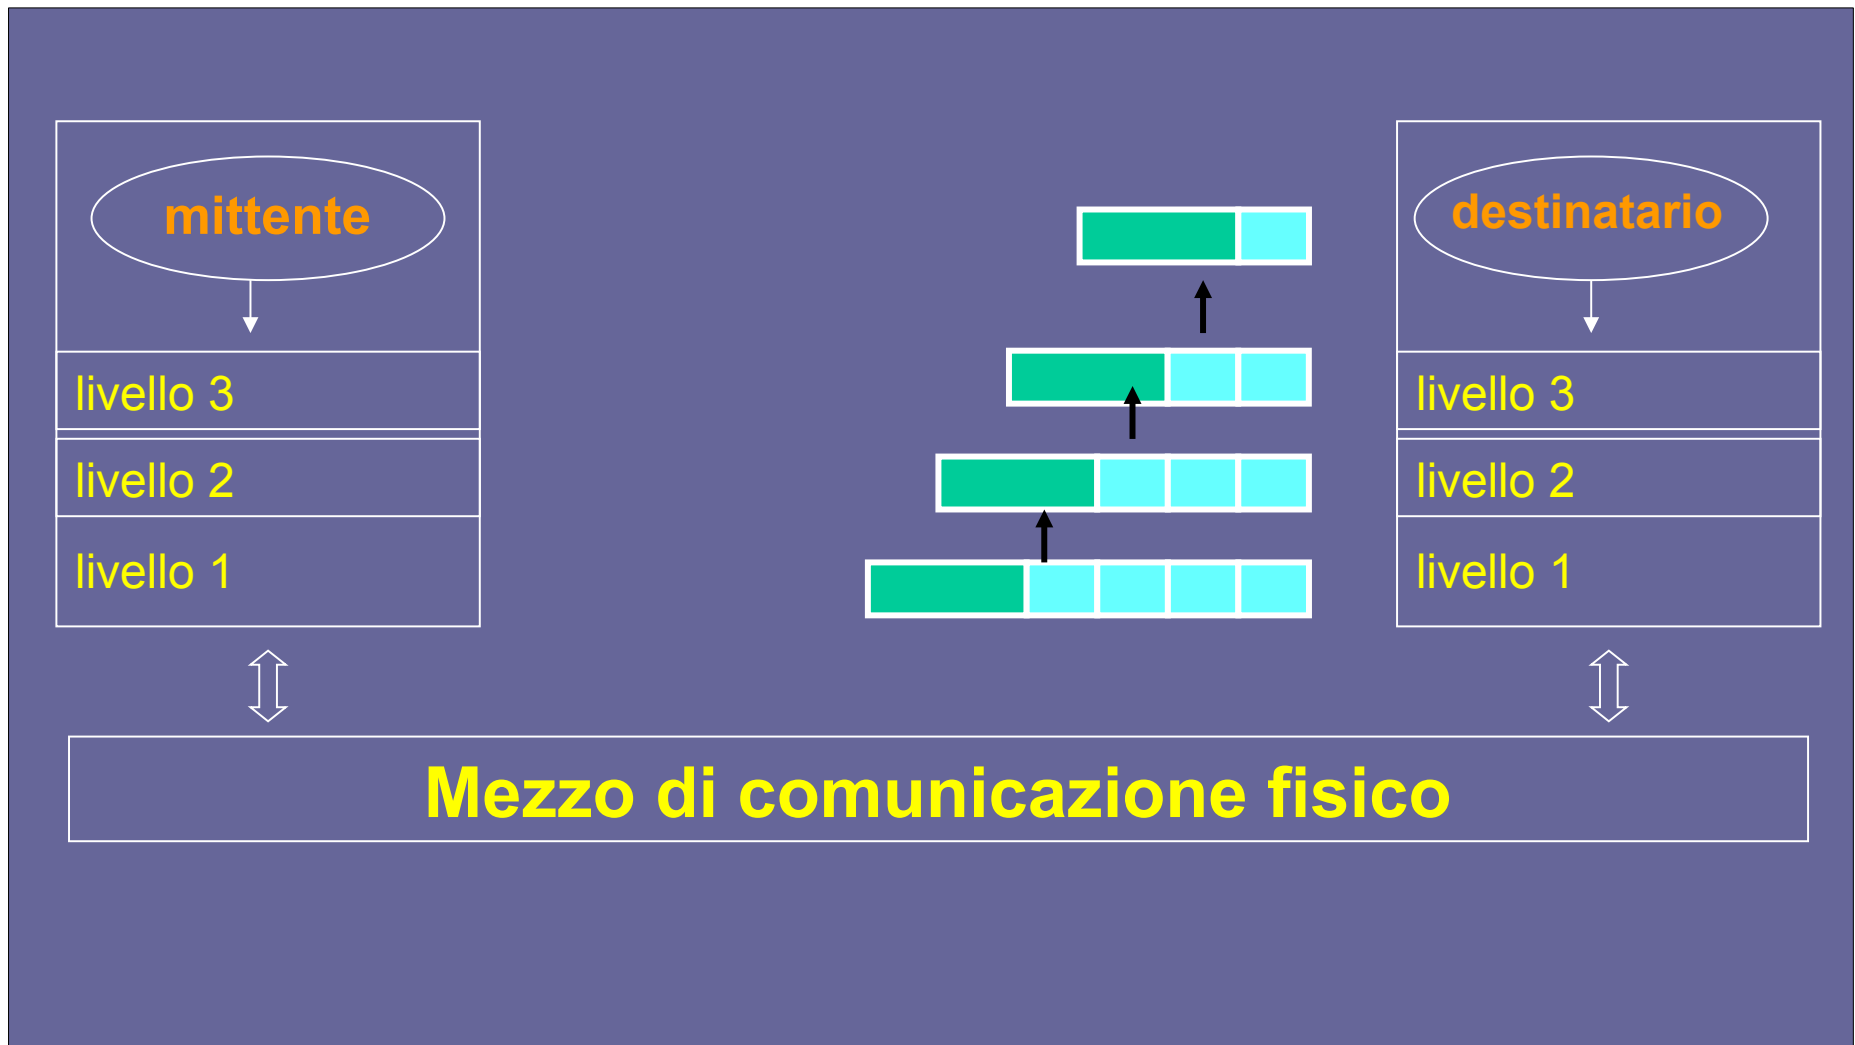 mittente
livello 3
livello 2
livello 1
destinatario
livello 3
livello 2
livello 1
Mezzo di comunicazione fisico